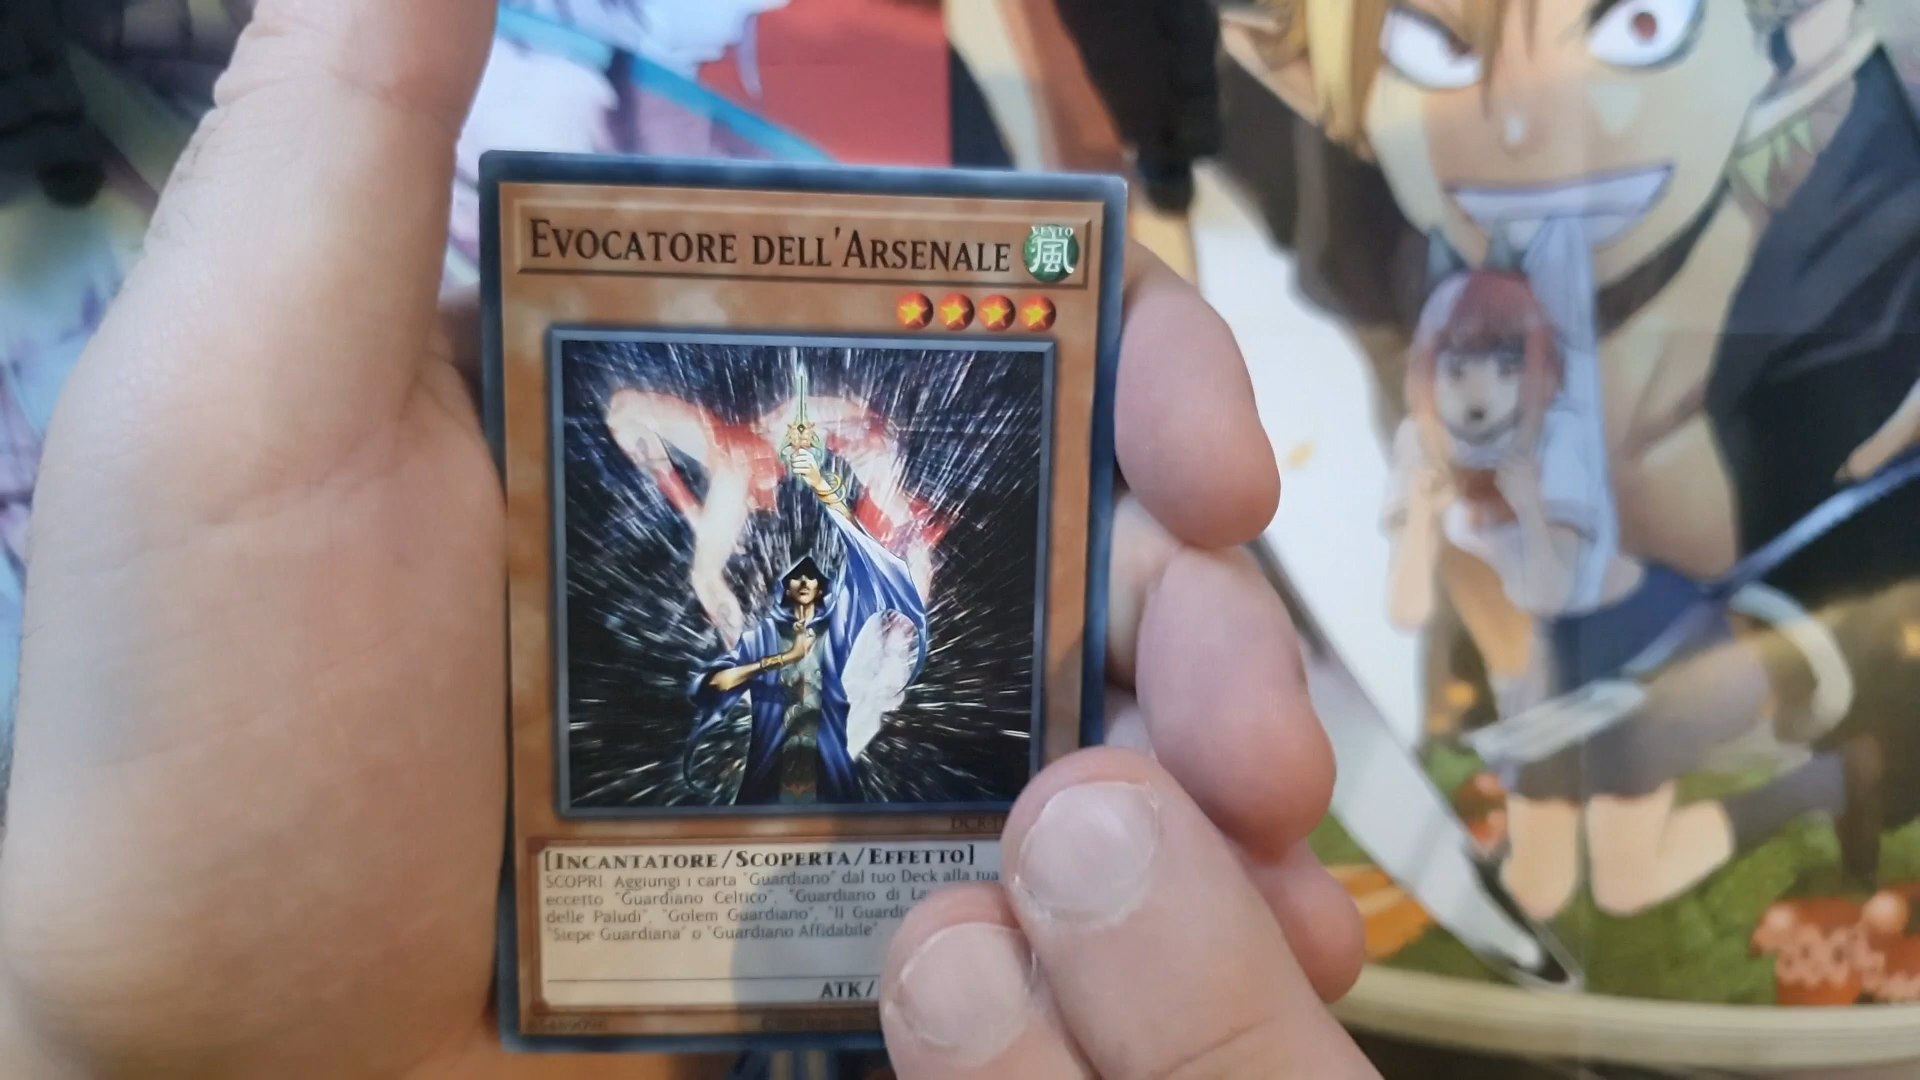 EVOCATORE DELL'ARSENALE
VENTO
風
[INCANTATORE/SCOPERTA/EFFETTO]
SCOPRI: Aggiungi 1 carta "Guardiano" dal tuo Deck alla tua
eccetto "Guardiano Celtico", "Guardiano di
delle Paludi", "Golem Guardiano", "Il
"Siepe Guardiana" o "Guardiano Affidabile"
ATK/